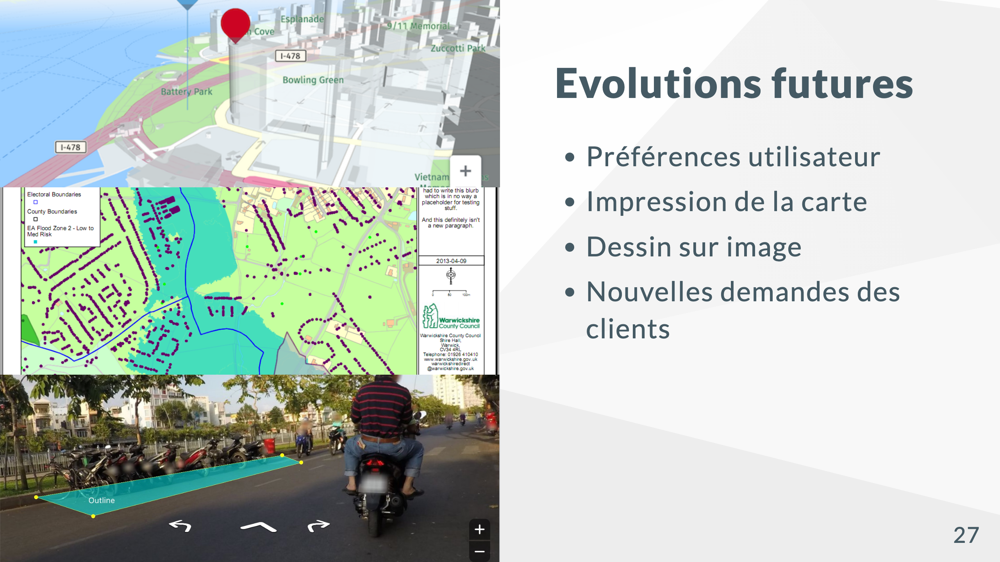 Esplanade
9/11 Memorial
Cove
Zuccotti Park
I-478
Bowling Green
Battery Park
I-478
Vietnam
+
Electoral Boundaries
County Boundaries
EA Flood Zone 2 - Low to
Med Risk
had to write this blurb
which is in no way a
placeholder for testing
stuff.
And this definitely isn't
a new paragraph.
2013-04-09
N
0 50 100m
Warwickshire
County Council
Warwickshire County Council
Shire Hall,
Warwick,
CV34 4RL
Telephone: 01926 410410
www.warwickshire.gov.uk
warwickshiredirect
@warwickshire.gov.uk
Outline
+
−
Evolutions futures
• Préférences utilisateur
• Impression de la carte
• Dessin sur image
• Nouvelles demandes des
clients
27